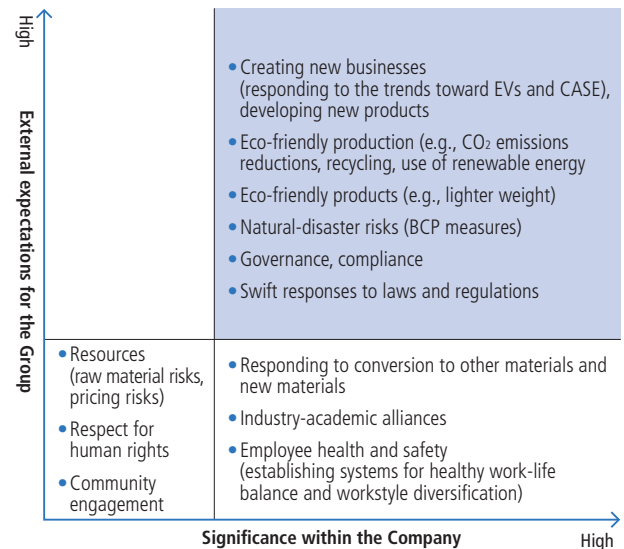 High
External expectations for the Group
• Creating new businesses
(responding to the trends toward EVs and CASE),
developing new products
• Eco-friendly production (e.g., CO₂ emissions
reductions, recycling, use of renewable energy
• Eco-friendly products (e.g., lighter weight)
• Natural-disaster risks (BCP measures)
• Governance, compliance
• Swift responses to laws and regulations
• Resources
(raw material risks,
pricing risks)
• Respect for
human rights
• Community
engagement
• Responding to conversion to other materials and
new materials
• Industry-academic alliances
• Employee health and safety
(establishing systems for healthy work-life
balance and workstyle diversification)
Significance within the Company
High